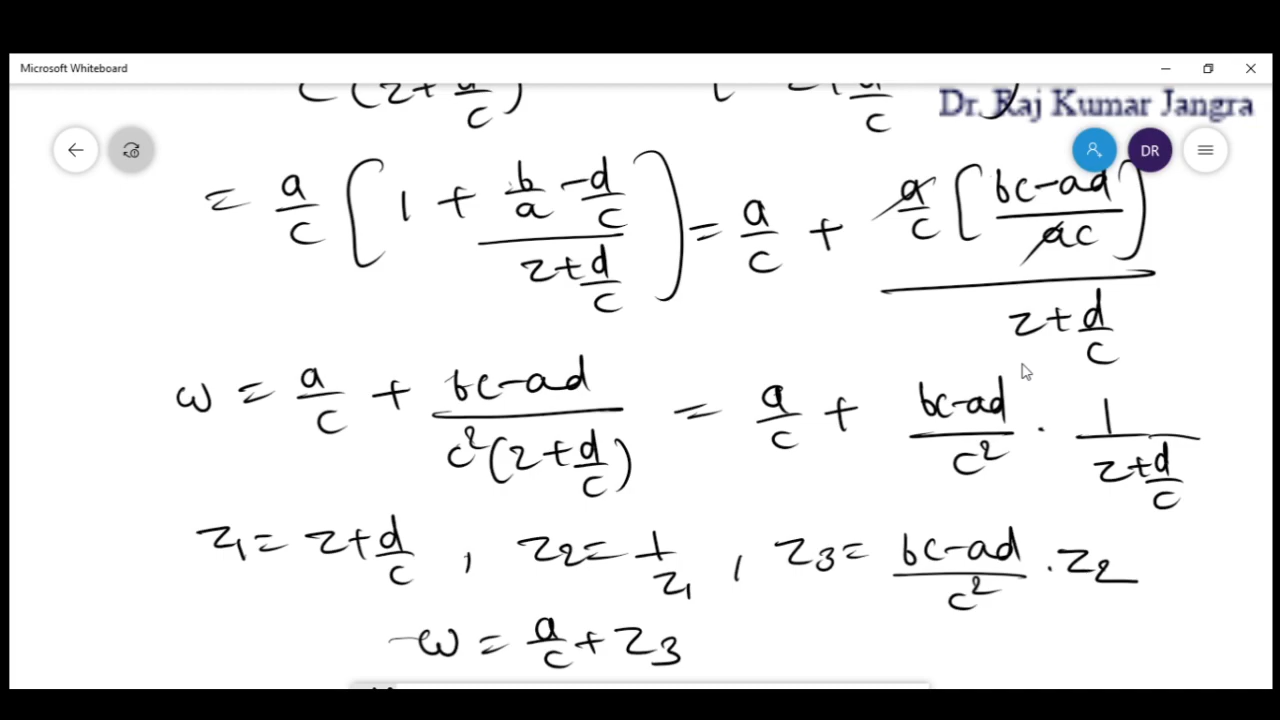 Microsoft Whiteboard
Dr. Raj Kumar Jangra
DR
= a/c [1 + (b/a - d/c)/(z + d/c)] = a/c + (a/c [(bc-ad)/(ac)])/(z + d/c)
ω = a/c + (bc-ad)/(c²(z + d/c)) = a/c + (bc-ad)/c² · 1/(z + d/c)
z₁ = z + d/c , z₂ = 1/z₁ , z₃ = (bc-ad)/c² · z₂
ω = a/c + z₃